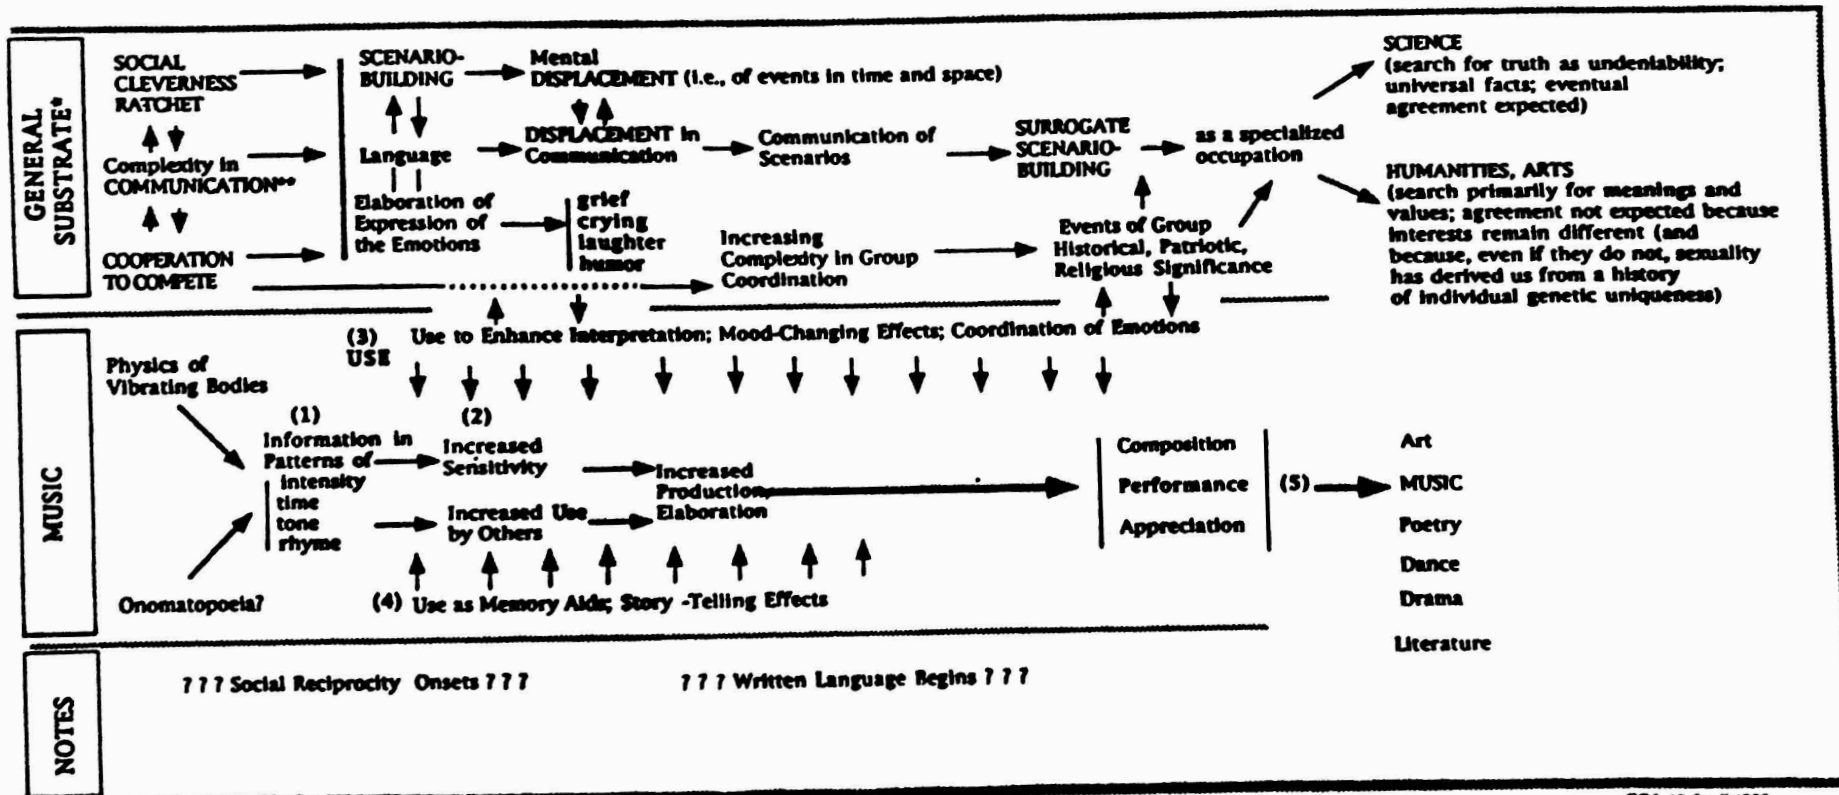 GENERAL
SUBSTRATE*
SOCIAL
CLEVERNESS
RATCHET
Complexity in
COMMUNICATION**
COOPERATION
TO COMPETE
SCENARIO-
BUILDING
Language
Elaboration of
Expression of
the Emotions
Mental
DISPLACEMENT (i.e., of events in time and space)
DISPLACEMENT in
Communication
grief
crying
laughter
humor
Communication of
Scenarios
Increasing
Complexity in Group
Coordination
SURROGATE
SCENARIO-
BUILDING
Events of Group
Historical, Patriotic,
Religious Significance
as a specialized
occupation
SCIENCE
(search for truth as undeniability;
universal facts; eventual
agreement expected)
HUMANITIES, ARTS
(search primarily for meanings and
values; agreement not expected because
interests remain different (and
because, even if they do not, sexuality
has derived us from a history
of individual genetic uniqueness)
MUSIC
(3) Use to Enhance Interpretation; Mood-Changing Effects; Coordination of Emotions
USE
Physics of
Vibrating Bodies
(1)
Information in
Patterns of
intensity
time
tone
rhyme
Onomatopoeia?
(2)
Increased
Sensitivity
Increased Use
by Others
Increased
Production,
Elaboration
(4) Use as Memory Aids; Story -Telling Effects
Composition
Performance
Appreciation
(5)
Art
MUSIC
Poetry
Dance
Drama
Literature
NOTES
? ? ? Social Reciprocity Onsets ? ? ?
? ? ? Written Language Begins ? ? ?